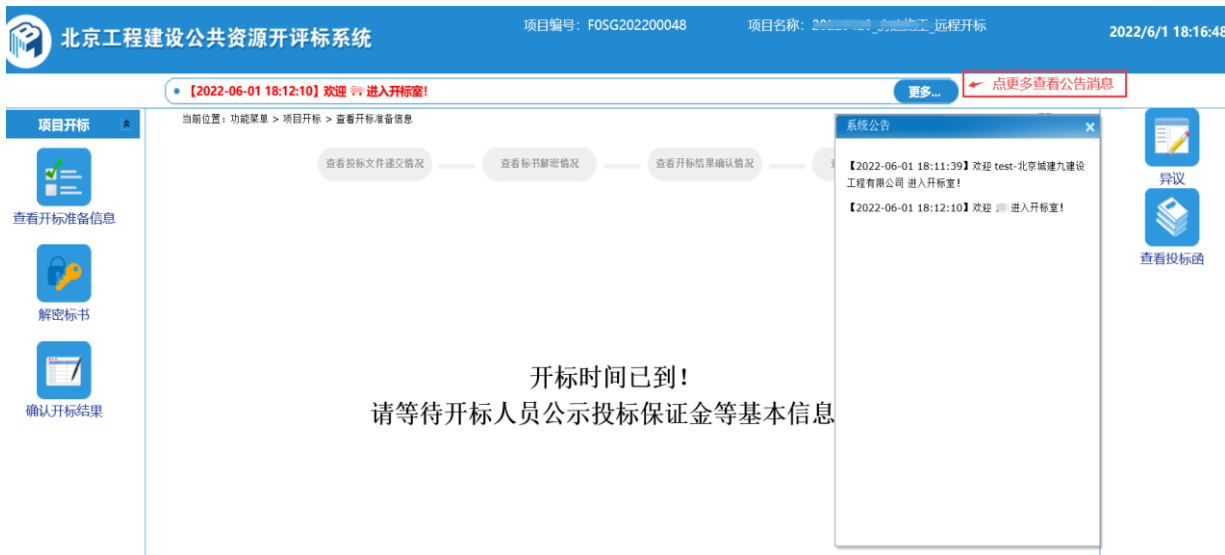 北京工程建设公共资源开评标系统
项目编号：F0SG202200048
项目名称：远程开标
2022/6/1 18:16:48
【2022-06-01 18:12:10】欢迎 进入开标室!
更多...
点更多查看公告消息
项目开标
当前位置：功能菜单 > 项目开标 > 查看开标准备信息
查看投标文件递交情况
查看标书解密情况
查看开标结果确认情况
查看开标准备信息
解密标书
确认开标结果
开标时间已到！
请等待开标人员公示投标保证金等基本信息
系统公告
【2022-06-01 18:11:39】欢迎 test-北京城建九建设
工程有限公司 进入开标室!
【2022-06-01 18:12:10】欢迎 进入开标室!
异议
查看投标函